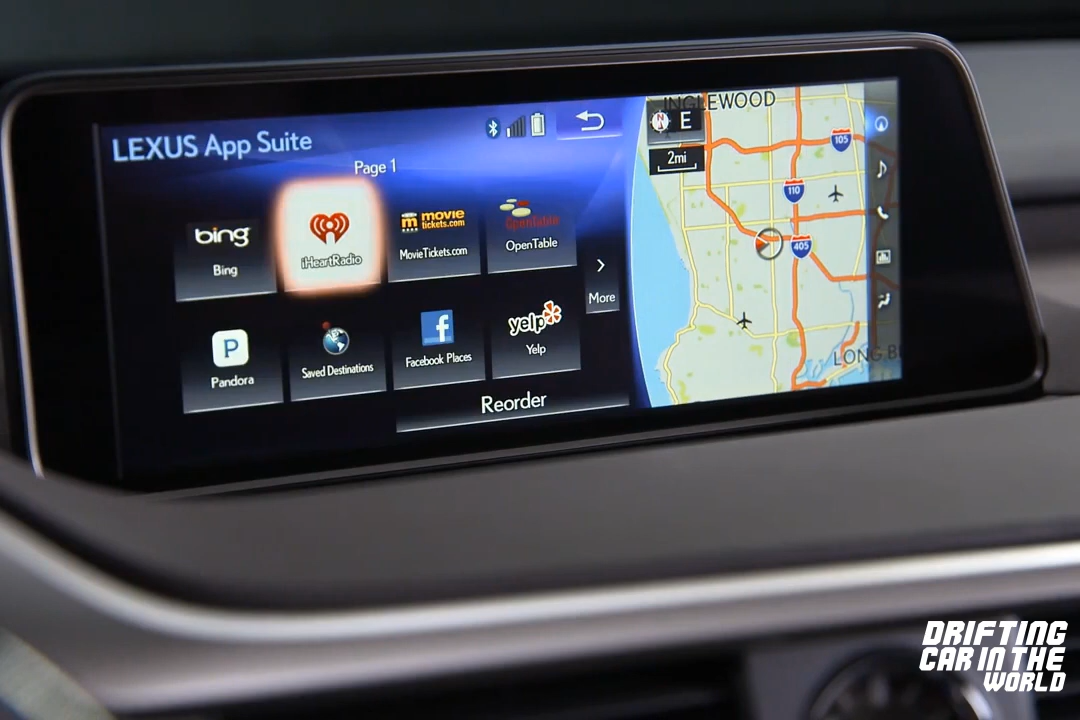 LEXUS App Suite
Page 1
bing
Bing
iHeartRadio
movie
tickets.com
MovieTickets.com
OpenTable
OpenTable
More
P
Pandora
Saved Destinations
f
Facebook Places
yelp
Yelp
Reorder
INGLEWOOD
N
E
2mi
105
110
405
LONG B
DRIFTING
CAR IN THE
WORLD